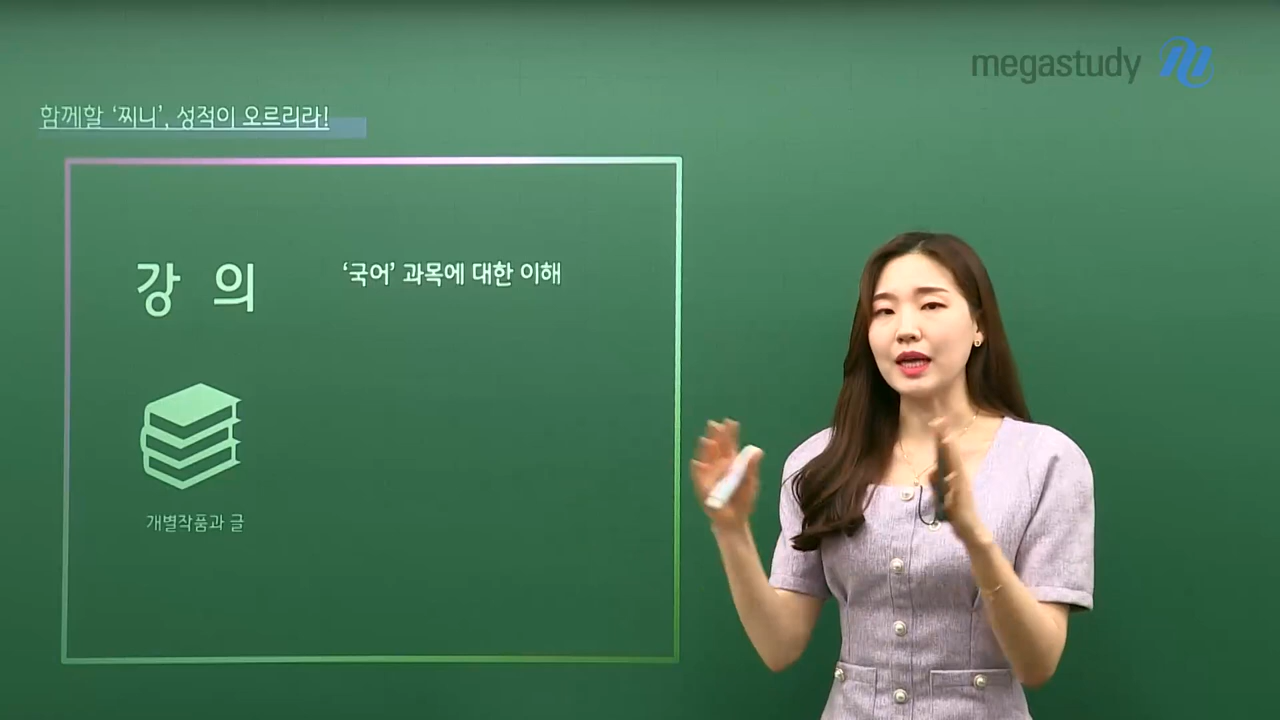 megastudy
함께할 ‘찌니’, 성적이 오르리라!
강 의
‘국어’ 과목에 대한 이해
개별작품과 글